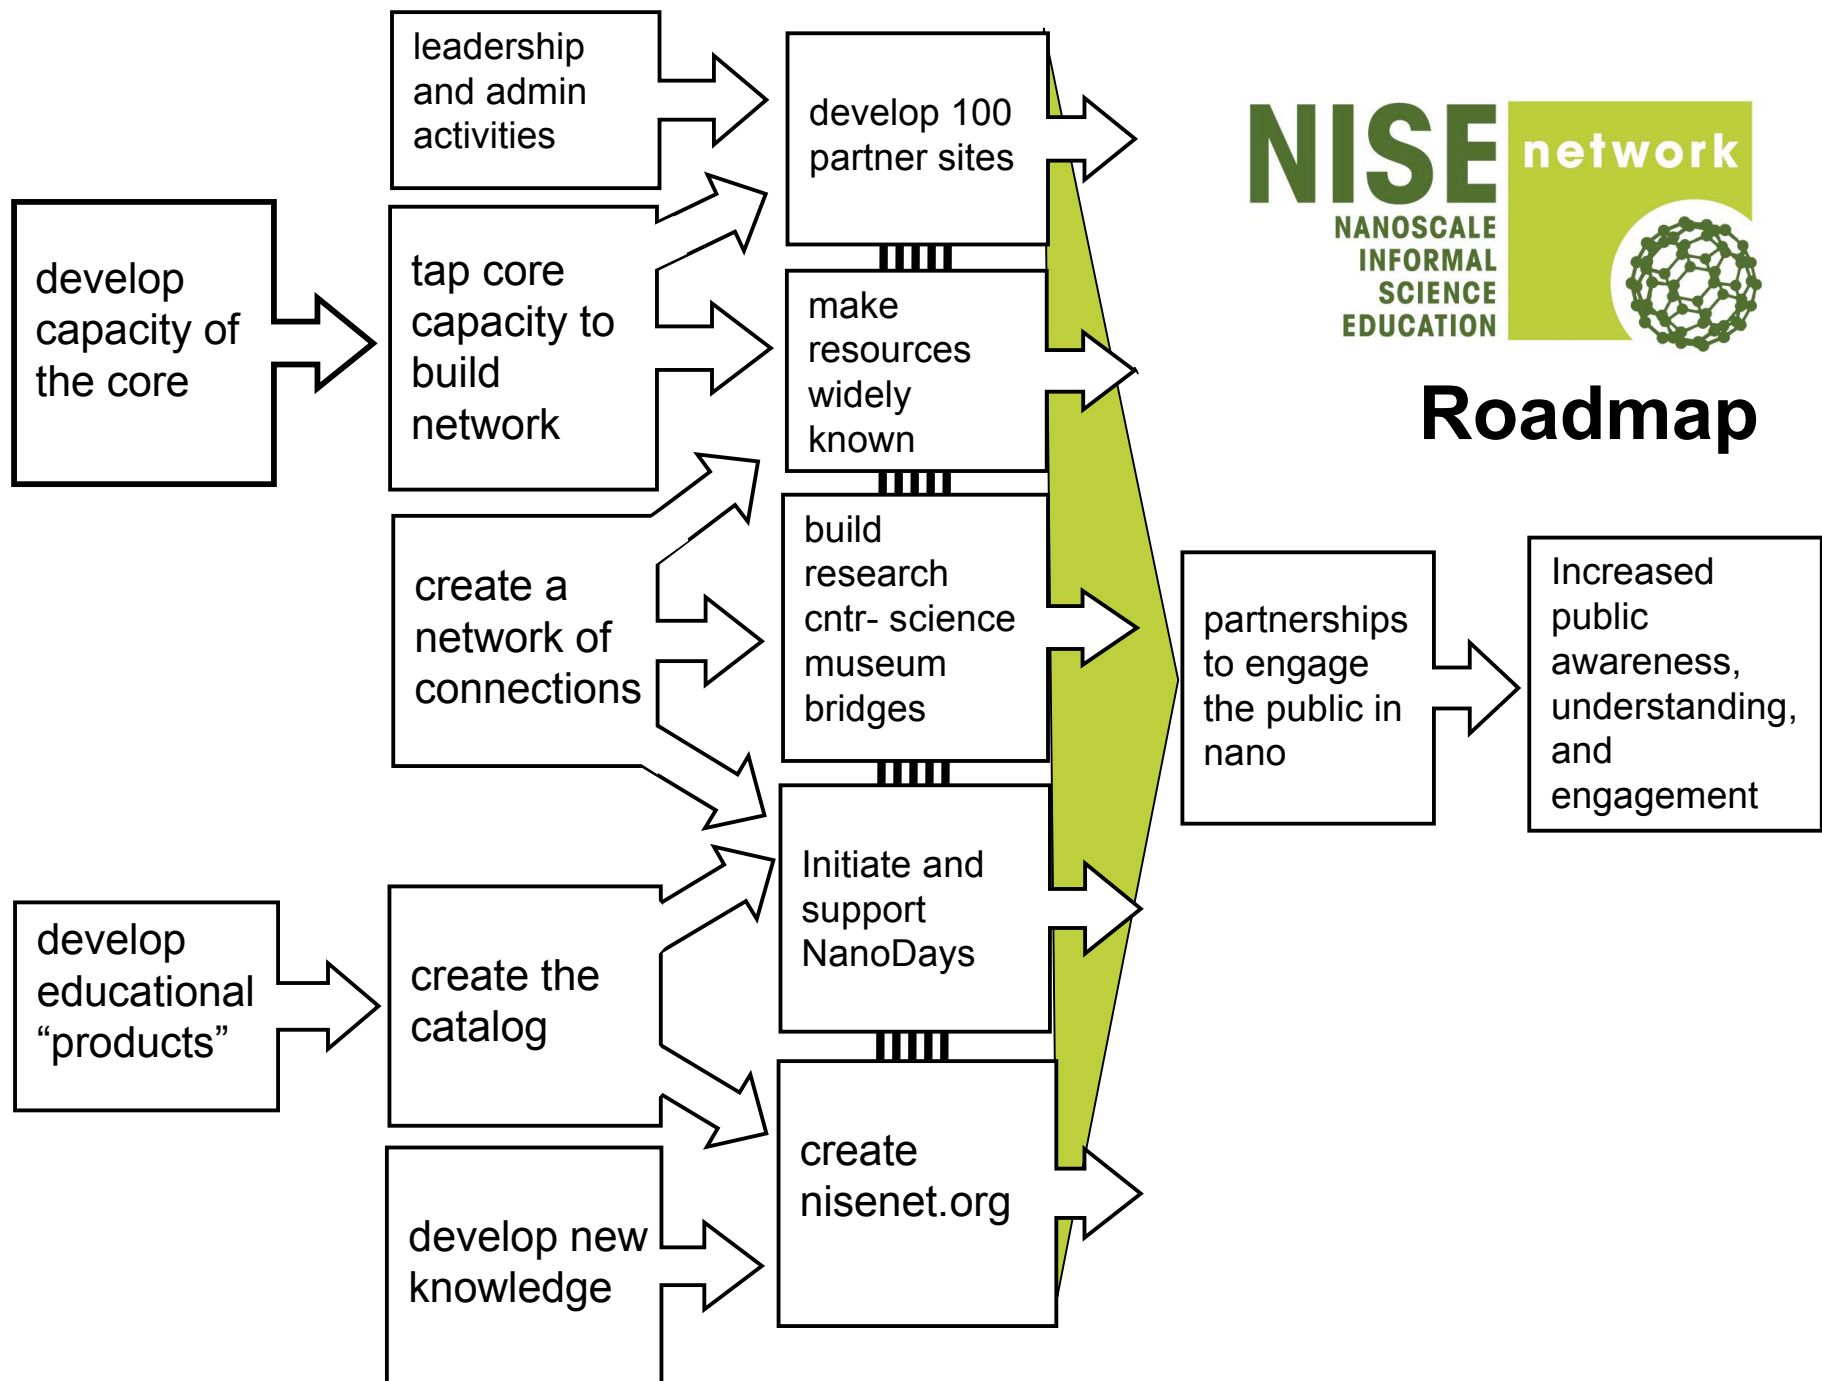 leadership
and admin
activities
develop 100
partner sites
NISE
network
NANOSCALE
INFORMAL
SCIENCE
EDUCATION
Roadmap
develop
capacity of
the core
tap core
capacity to
build
network
make
resources
widely
known
create a
network of
connections
build
research
cntr- science
museum
bridges
partnerships
to engage
the public in
nano
Increased
public
awareness,
understanding,
and
engagement
develop
educational
“products”
create the
catalog
Initiate and
support
NanoDays
develop new
knowledge
create
nisenet.org